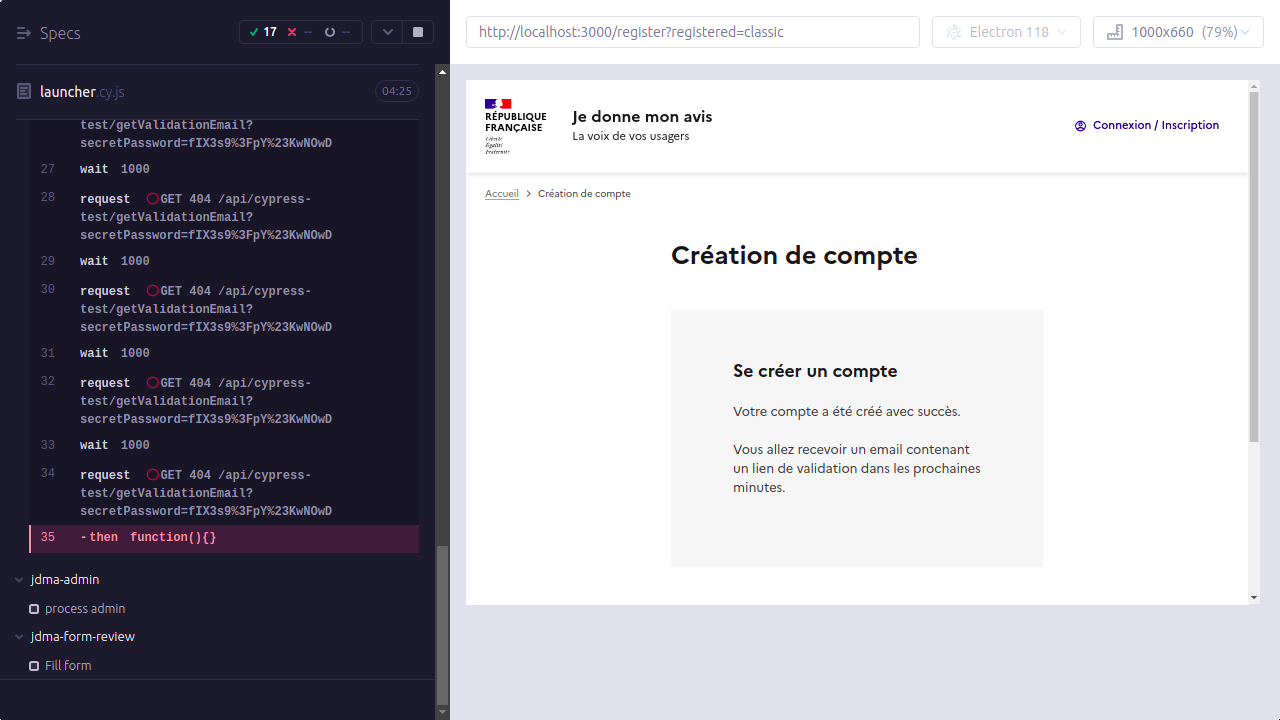 Specs
17
--
--
http://localhost:3000/register?registered=classic
Electron 118
1000x660 (79%)
launcher.cy.js
04:25
test/getValidationEmail?
secretPassword=fIX3s9%3FpY%23KwNOwD
27 wait 1000
28 request GET 404 /api/cypress-
test/getValidationEmail?
secretPassword=fIX3s9%3FpY%23KwNOwD
29 wait 1000
30 request GET 404 /api/cypress-
test/getValidationEmail?
secretPassword=fIX3s9%3FpY%23KwNOwD
31 wait 1000
32 request GET 404 /api/cypress-
test/getValidationEmail?
secretPassword=fIX3s9%3FpY%23KwNOwD
33 wait 1000
34 request GET 404 /api/cypress-
test/getValidationEmail?
secretPassword=fIX3s9%3FpY%23KwNOwD
35 -then function(){}
jdma-admin
process admin
jdma-form-review
Fill form
RÉPUBLIQUE
FRANÇAISE
Liberté
Égalité
Fraternité
Je donne mon avis
La voix de vos usagers
Connexion / Inscription
Accueil > Création de compte
Création de compte
Se créer un compte
Votre compte a été créé avec succès.
Vous allez recevoir un email contenant
un lien de validation dans les prochaines
minutes.